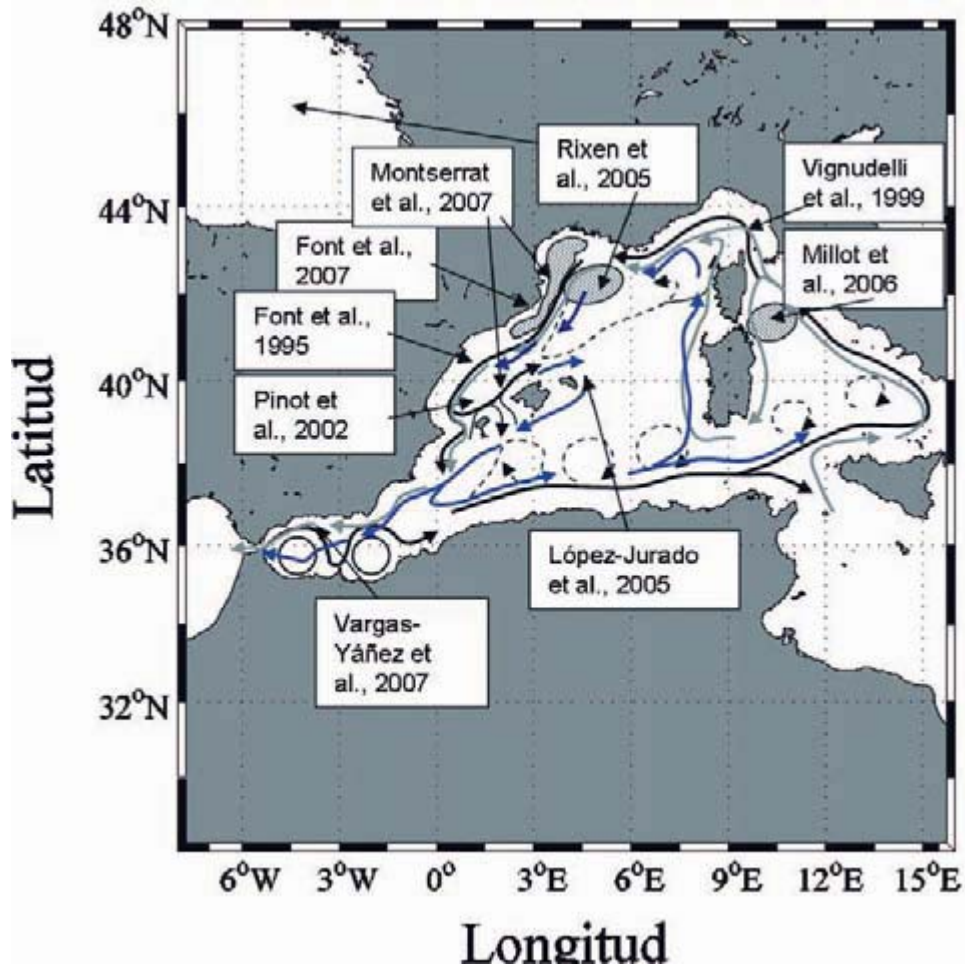 48°N
44°N
40°N
36°N
32°N
Latitud
Rixen et
al., 2005
Montserrat
et al., 2007
Vignudelli
et al., 1999
Font et al.,
2007
Millot et
al., 2006
Font et al.,
1995
Pinot et
al., 2002
López-Jurado
et al., 2005
Vargas-
Yáñez et
al., 2007
6°W 3°W 0° 3°E 6°E 9°E 12°E 15°E
Longitud